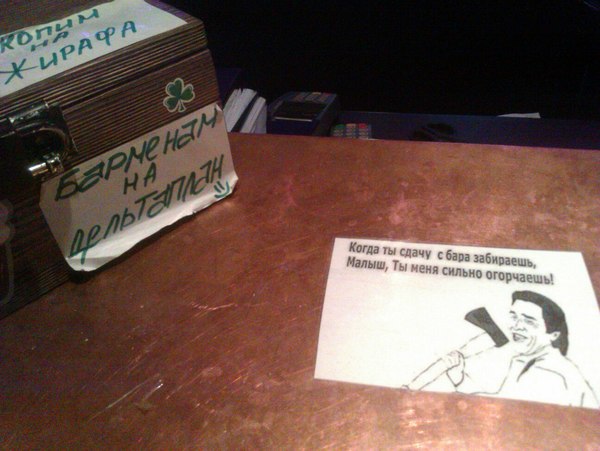 КОПИМ
НА
ЖИРАФА
БАРМЕНАМ
НА
ДЕЛЬТАПЛАН
Когда ты сдачу с бара забираешь,
Малыш, Ты меня сильно огорчаешь!